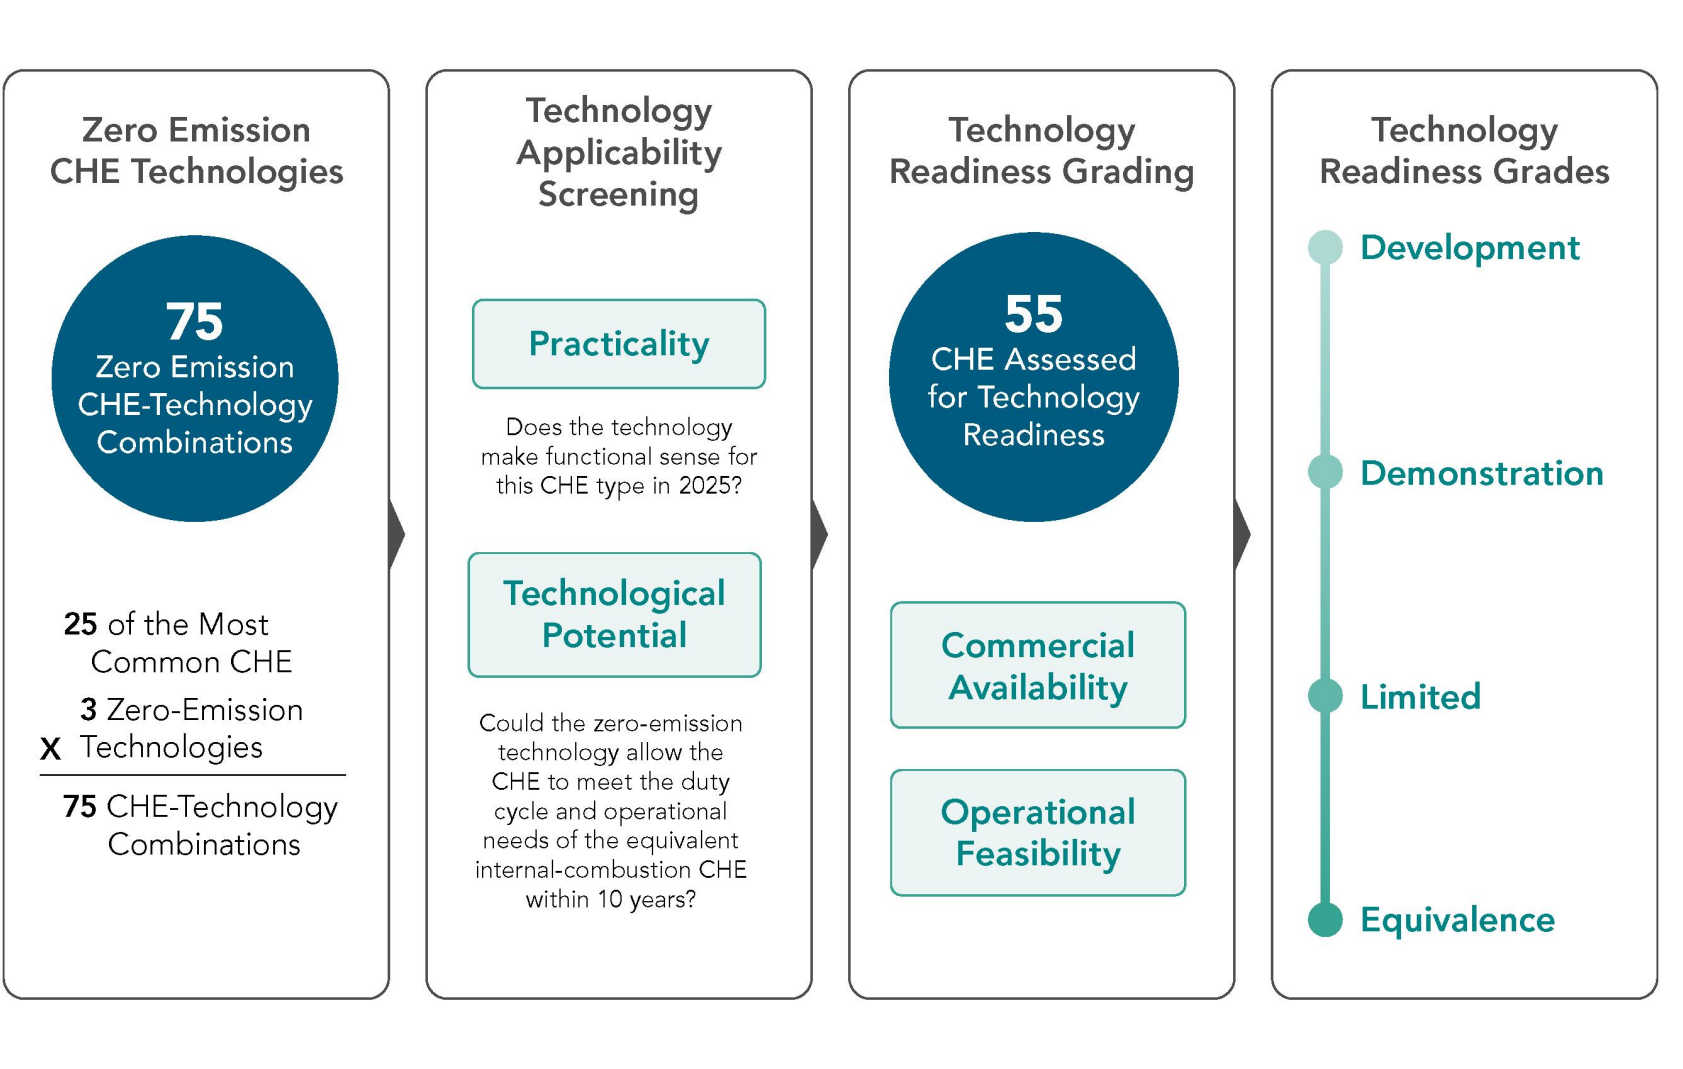 Zero Emission
CHE Technologies
75
Zero Emission
CHE-Technology
Combinations
25 of the Most
Common CHE
3 Zero-Emission
X Technologies
75 CHE-Technology
Combinations
Technology
Applicability
Screening
Practicality
Does the technology
make functional sense for
this CHE type in 2025?
Technological
Potential
Could the zero-emission
technology allow the
CHE to meet the duty
cycle and operational
needs of the equivalent
internal-combustion CHE
within 10 years?
Technology
Readiness Grading
55
CHE Assessed
for Technology
Readiness
Commercial
Availability
Operational
Feasibility
Technology
Readiness Grades
Development
Demonstration
Limited
Equivalence